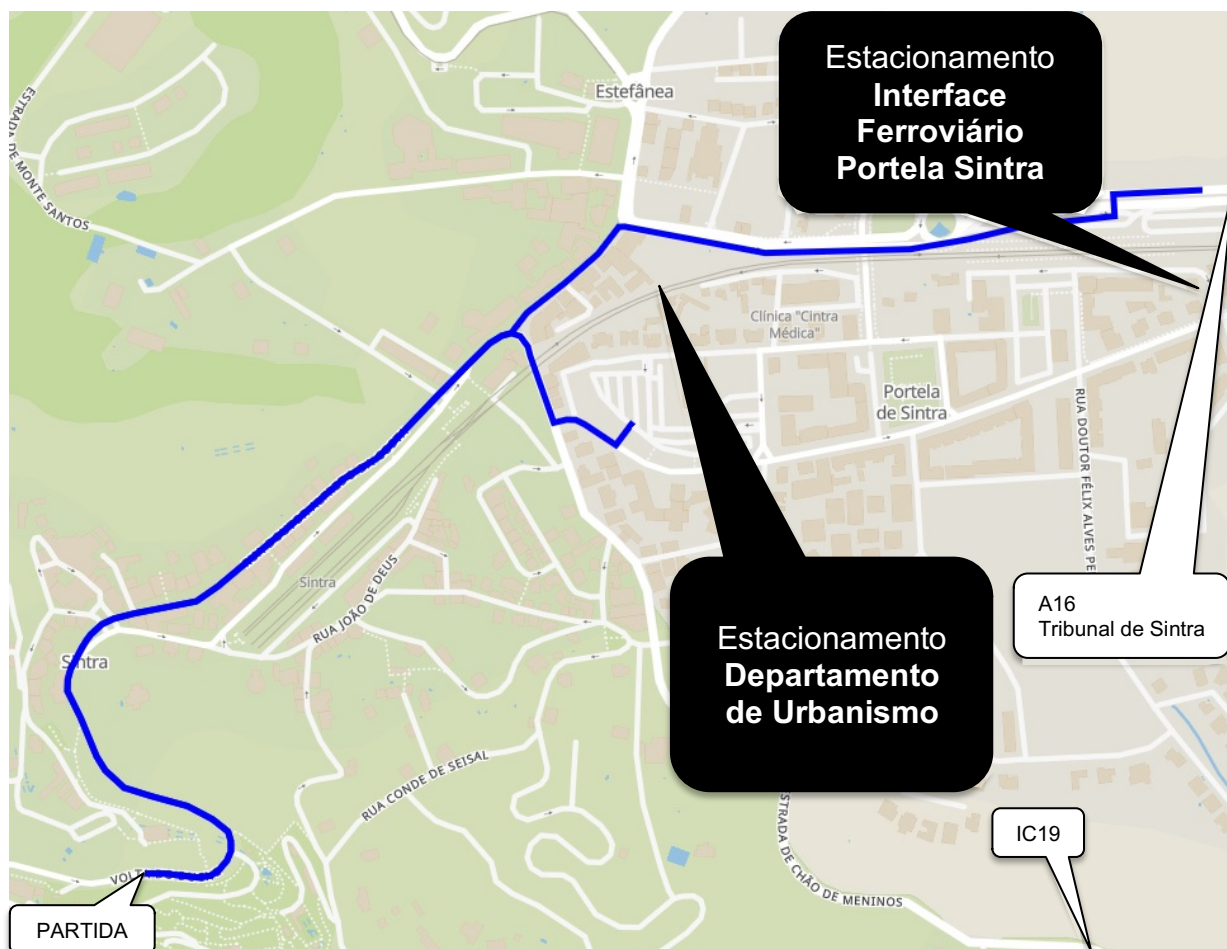 Estefânea
Estacionamento
Interface
Ferroviário
Portela Sintra
ESTRADA DE MONTE SANTOS
Clínica "Cintra
Médica"
Portela
de Sintra
RUA DOUTOR FÉLIX ALVES PE
Sintra
RUA JOÃO DE DEUS
Sintra
A16
Tribunal de Sintra
Estacionamento
Departamento
de Urbanismo
RUA CONDE DE SEISAL
STRADA DE CHÃO DE MENINOS
IC19
PARTIDA